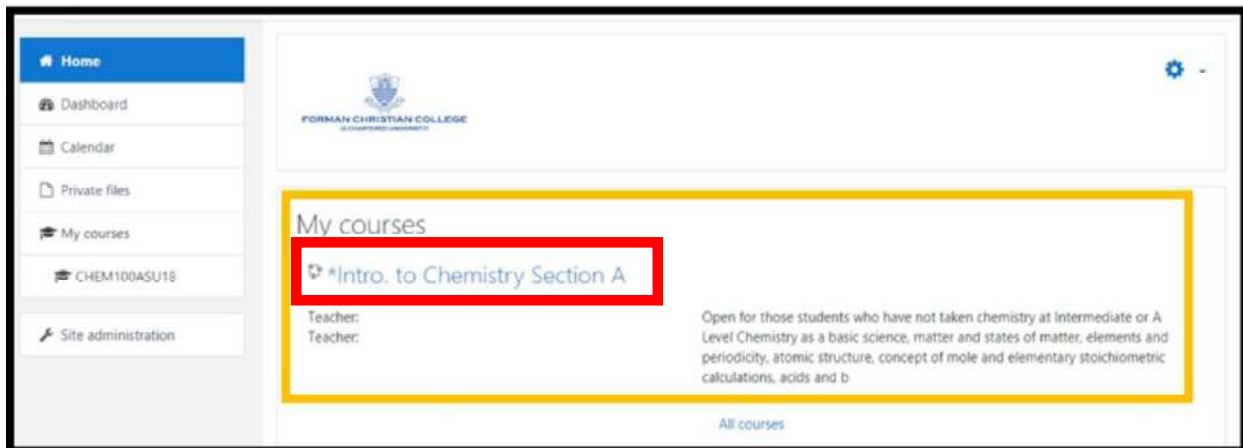 Home
Dashboard
Calendar
Private files
My courses
CHEM100ASU18
Site administration
FORMAN CHRISTIAN COLLEGE
(A CHARTERED UNIVERSITY)
My courses
*Intro. to Chemistry Section A
Teacher:
Teacher:
Open for those students who have not taken chemistry at Intermediate or A
Level Chemistry as a basic science, matter and states of matter, elements and
periodicity, atomic structure, concept of mole and elementary stoichiometric
calculations, acids and b
All courses